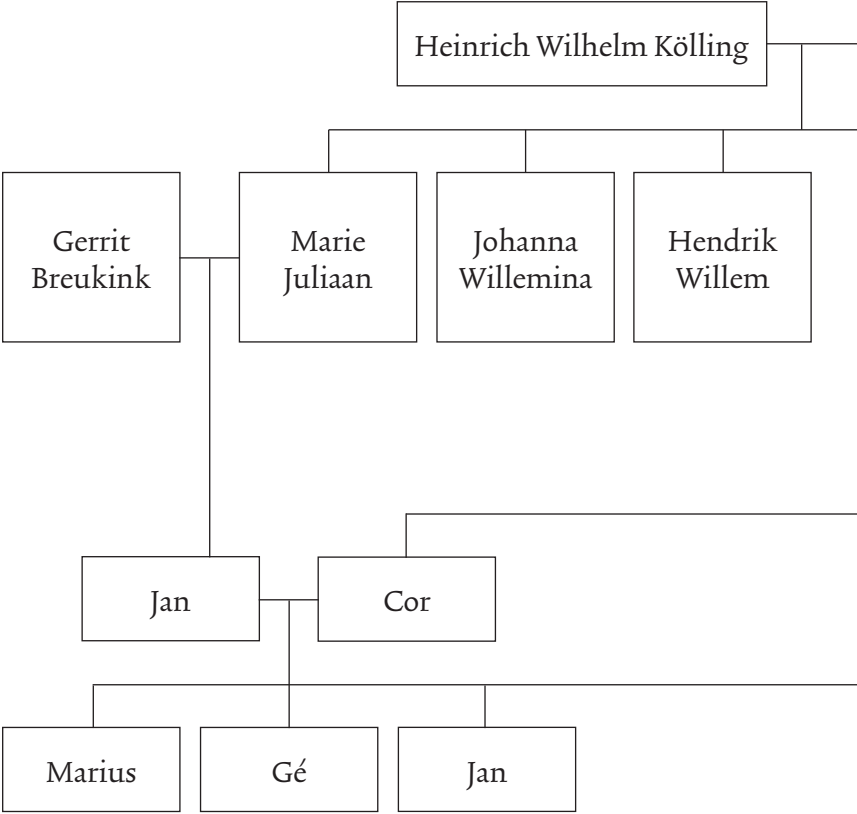 Heinrich Wilhelm Kölling
Gerrit
Breukink
Marie
Juliaan
Johanna
Willemina
Hendrik
Willem
Jan
Cor
Marius
Gé
Jan